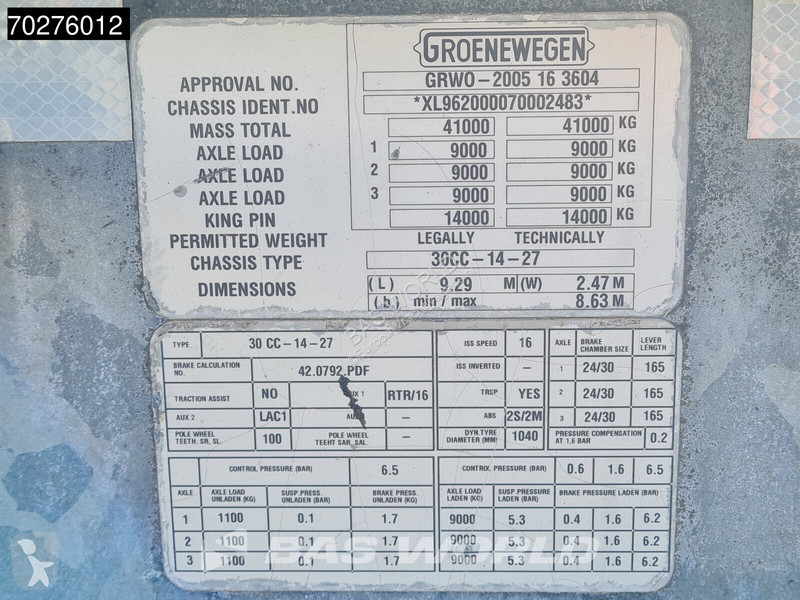 70276012
GROENEWEGEN
APPROVAL NO. GRWO-2005 16 3604
CHASSIS IDENT.NO *XL962000070002483*
MASS TOTAL 41000 41000 KG
AXLE LOAD 1 9000 9000 KG
AXLE LOAD 2 9000 9000 KG
AXLE LOAD 3 9000 9000 KG
KING PIN 14000 14000 KG
PERMITTED WEIGHT LEGALLY TECHNICALLY
CHASSIS TYPE 30CC-14-27
DIMENSIONS (L) 9.29 M (W) 2.47 M
(b) min / max 8.63 M
TYPE 30 CC-14-27 ISS SPEED 16 AXLE BRAKE CHAMBER SIZE LEVER LENGTH
BRAKE CALCULATION NO. 42.0792.PDF ISS INVERTED - 1 24/30 165
TRACTION ASSIST NO AUX 1 RTR/16 TRSP YES 2 24/30 165
AUX 2 LAC1 - ABS 2S/2M 3 24/30 165
POLE WHEEL TEETH. SR, SL. 100 POLE WHEEL TEEHT SAR, SAL. - DYN.TYRE DIAMETER (MM) 1040 PRESSURE COMPENSATION AT 1,6 BAR 0.2
CONTROL PRESSURE (BAR) 6.5 CONTROL PRESSURE (BAR) 0.6 1.6 6.5
AXLE AXLE LOAD UNLADEN (KG) SUSP PRESS. UNLADEN (BAR) BRAKE PRESS. UNLADEN (BAR) AXLE LOAD LADEN (KG) SUSP PRESSURE LADEN (BAR) BRAKE PRESSURE LADEN (BAR)
1 1100 0.1 1.7 9000 5.3 0.4 1.6 6.2
2 1100 0.1 1.7 9000 5.3 0.4 1.6 6.2
3 1100 0.1 1.7 9000 5.3 0.4 1.6 6.2
BAS WORLD